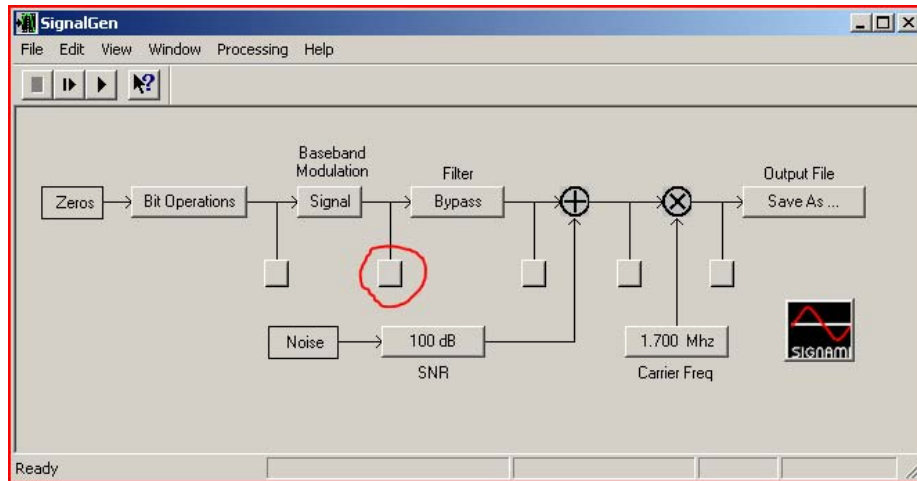 SignalGen
File Edit View Window Processing Help
Baseband
Modulation
Filter
Output File
Zeros
Bit Operations
Signal
Bypass
Save As ...
Noise
100 dB
1.700 Mhz
SNR
Carrier Freq
SIGNAMI
Ready